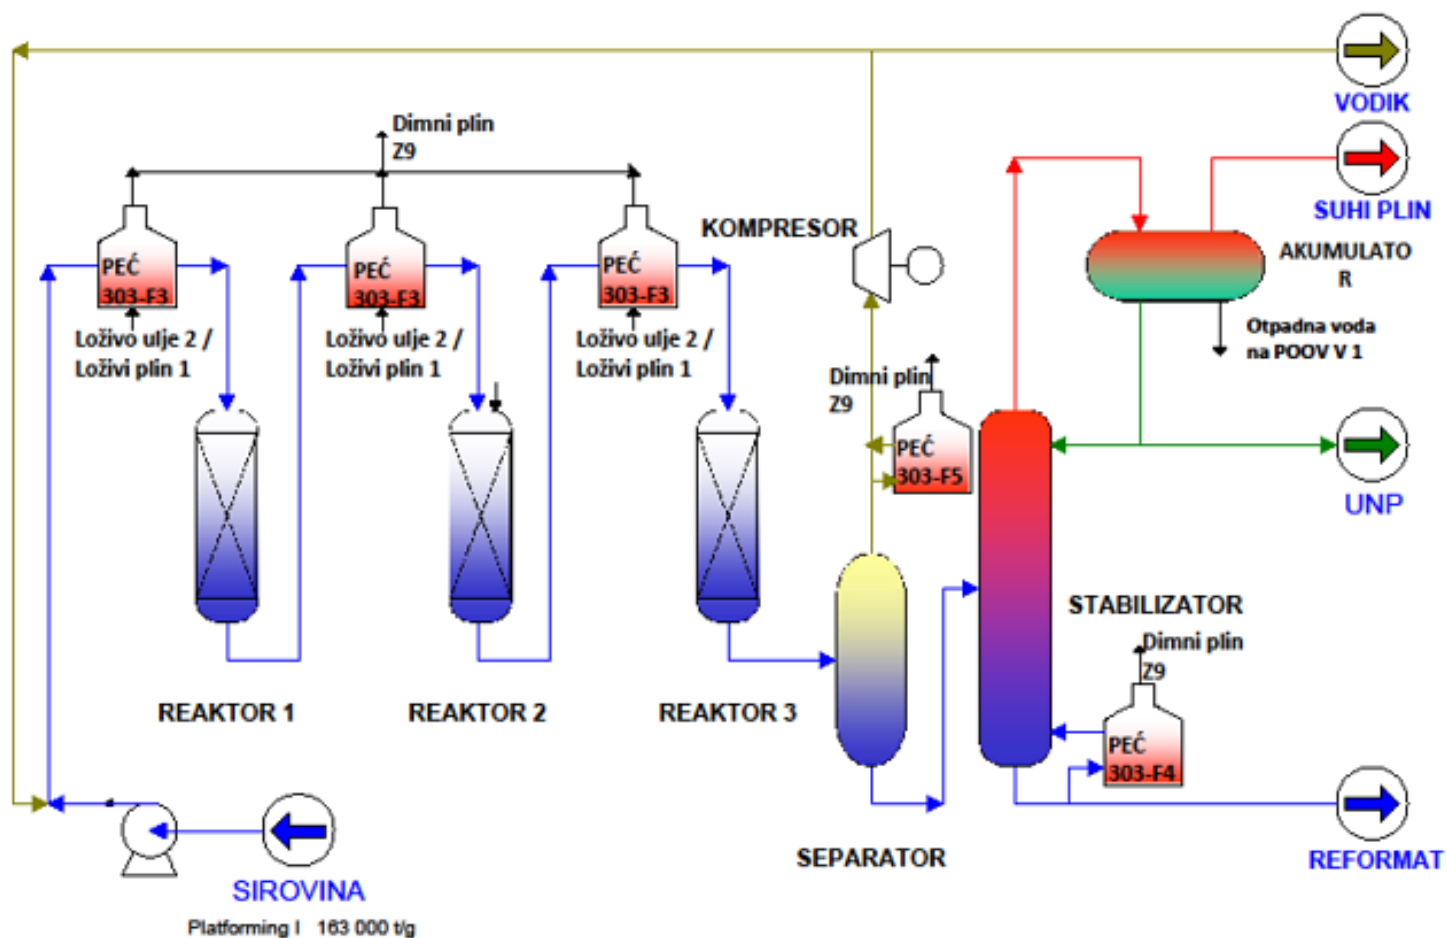 VODIK
Dimni plin
Z9
SUHI PLIN
KOMPRESOR
AKUMULATO
R
PEĆ
303-F3
PEĆ
303-F3
PEĆ
303-F3
Loživo ulje 2 /
Loživi plin 1
Loživo ulje 2 /
Loživi plin 1
Loživo ulje 2 /
Loživi plin 1
Otpadna voda
na POOV V 1
Dimni plin
Z9
PEĆ
303-F5
UNP
STABILIZATOR
Dimni plin
Z9
REAKTOR 1
REAKTOR 2
REAKTOR 3
PEĆ
303-F4
SEPARATOR
REFORMAT
SIROVINA
Platforming I 163 000 t/g